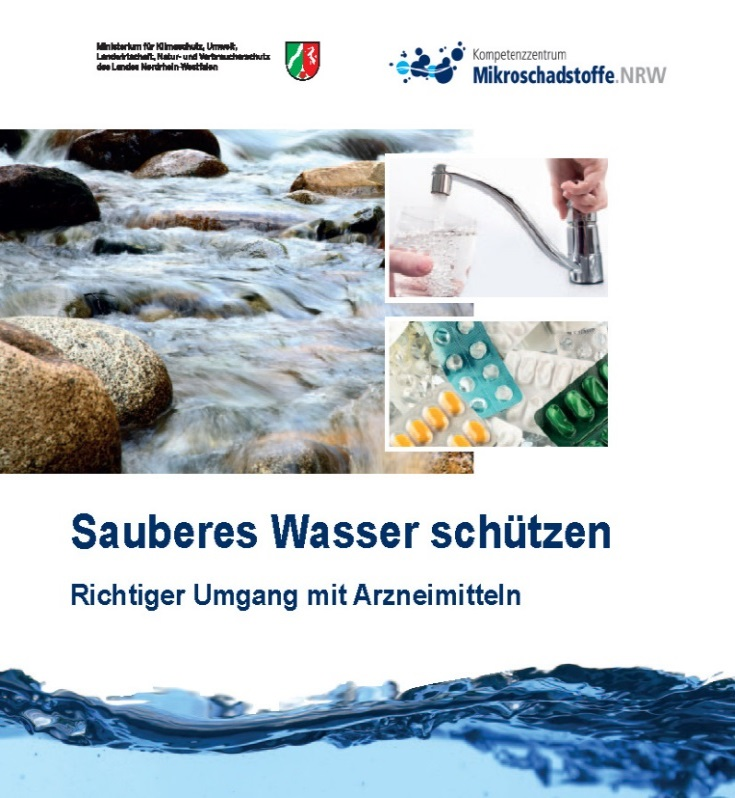 Ministerium für Klimaschutz, Umwelt,
Landwirtschaft, Natur- und Verbraucherschutz
des Landes Nordrhein-Westfalen
Kompetenzzentrum
Mikroschadstoffe.NRW
Sauberes Wasser schützen
Richtiger Umgang mit Arzneimitteln